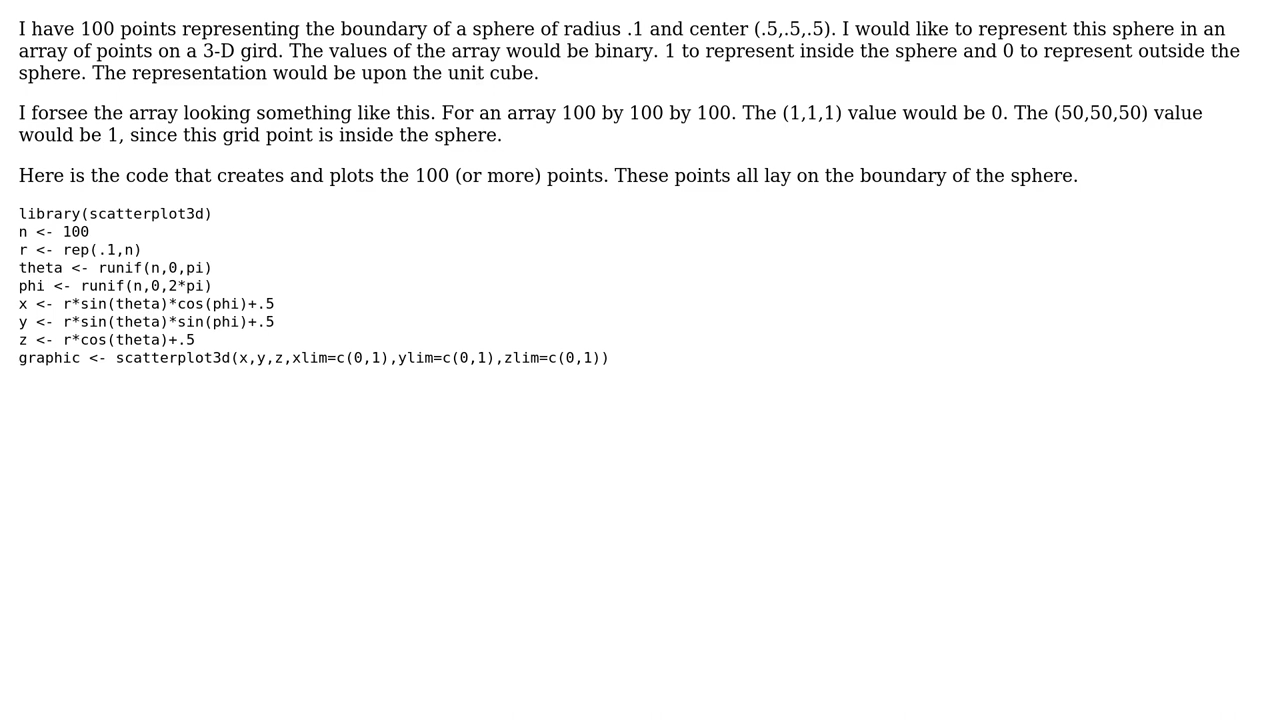 I have 100 points representing the boundary of a sphere of radius .1 and center (.5,.5,.5). I would like to represent this sphere in an
array of points on a 3-D gird. The values of the array would be binary. 1 to represent inside the sphere and 0 to represent outside the
sphere. The representation would be upon the unit cube.
I forsee the array looking something like this. For an array 100 by 100 by 100. The (1,1,1) value would be 0. The (50,50,50) value
would be 1, since this grid point is inside the sphere.
Here is the code that creates and plots the 100 (or more) points. These points all lay on the boundary of the sphere.
library(scatterplot3d)
n <- 100
r <- rep(.1,n)
theta <- runif(n,0,pi)
phi <- runif(n,0,2*pi)
x <- r*sin(theta)*cos(phi)+.5
y <- r*sin(theta)*sin(phi)+.5
z <- r*cos(theta)+.5
graphic <- scatterplot3d(x,y,z,xlim=c(0,1),ylim=c(0,1),zlim=c(0,1))